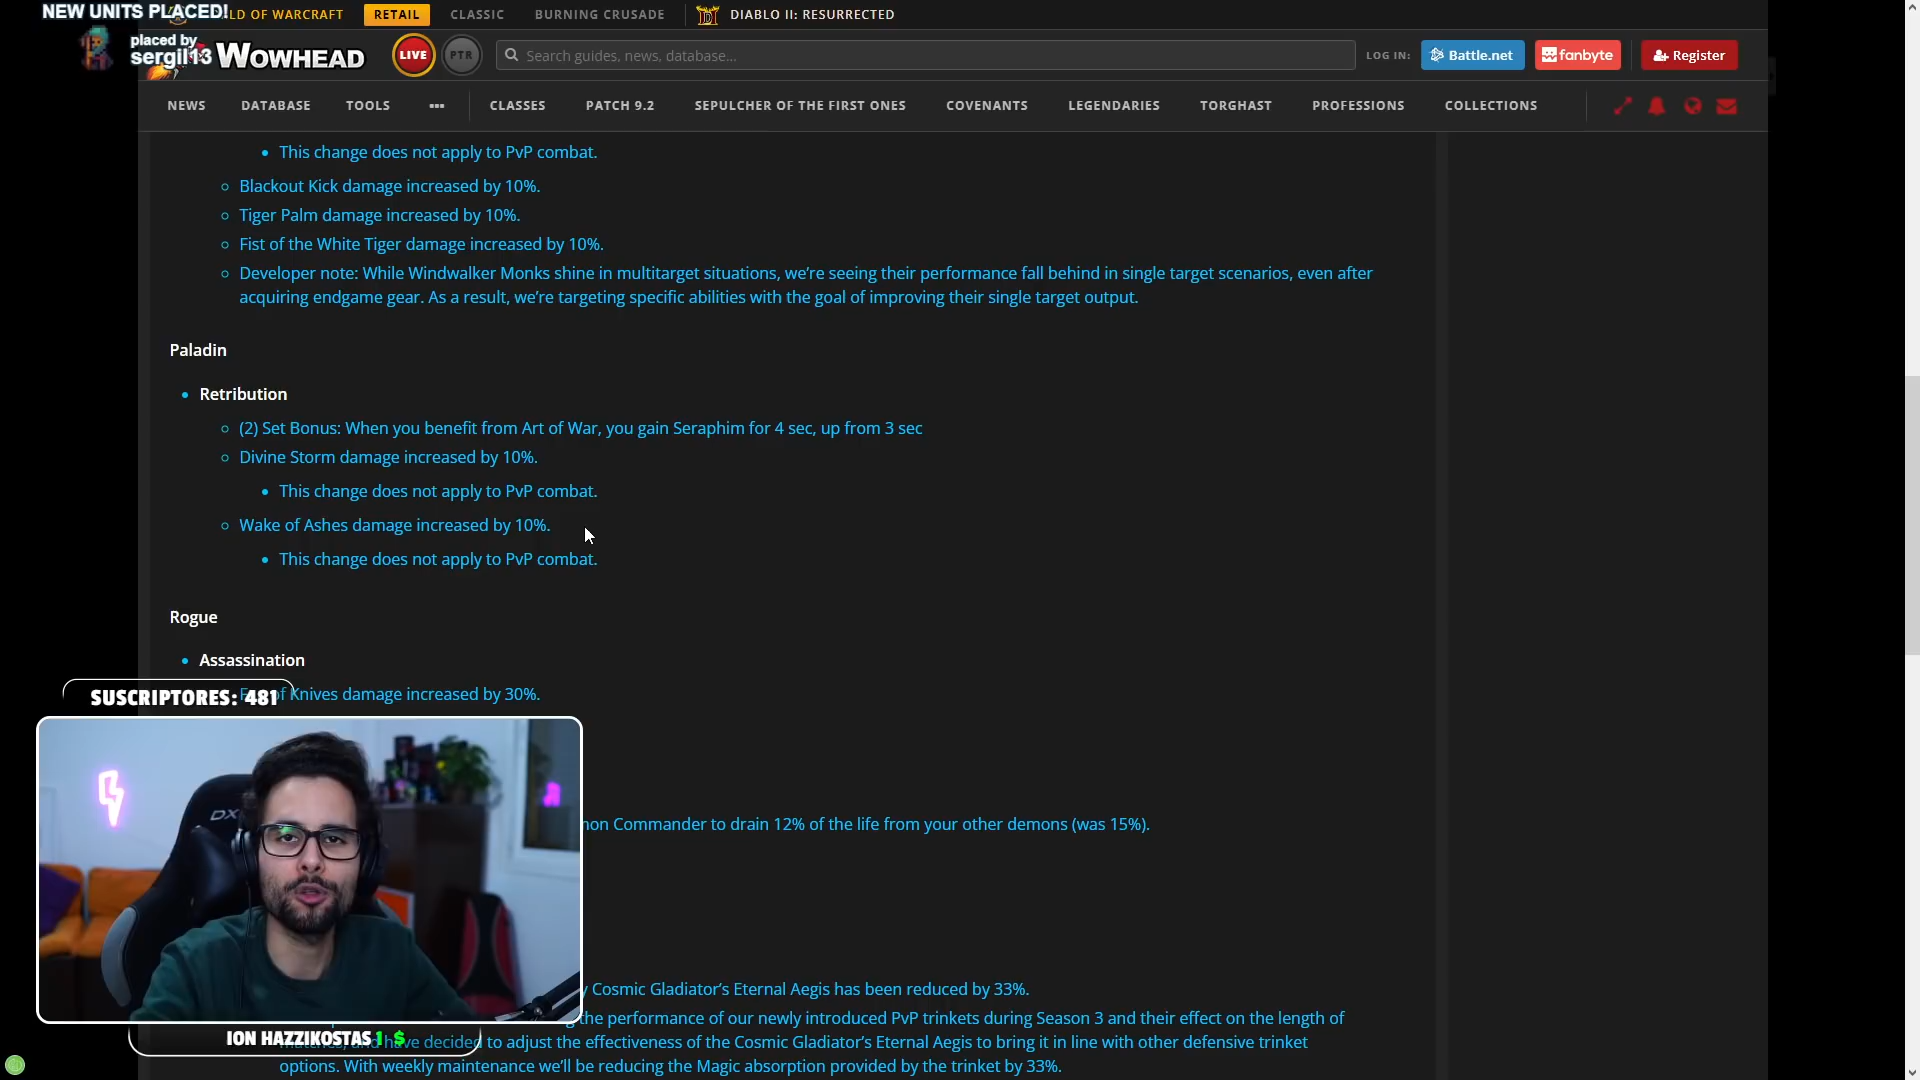 NEW UNITS PLACED!
LD OF WARCRAFT RETAIL CLASSIC BURNING CRUSADE DIABLO II: RESURRECTED
placed by
sergil13
WOWHEAD LIVE PTR Search guides, news, database... LOG IN: Battle.net fanbyte Register
NEWS DATABASE TOOLS ••• CLASSES PATCH 9.2 SEPULCHER OF THE FIRST ONES COVENANTS LEGENDARIES TORGHAST PROFESSIONS COLLECTIONS
This change does not apply to PvP combat.
Blackout Kick damage increased by 10%.
Tiger Palm damage increased by 10%.
Fist of the White Tiger damage increased by 10%.
Developer note: While Windwalker Monks shine in multitarget situations, we’re seeing their performance fall behind in single target scenarios, even after
acquiring endgame gear. As a result, we’re targeting specific abilities with the goal of improving their single target output.
Paladin
Retribution
(2) Set Bonus: When you benefit from Art of War, you gain Seraphim for 4 sec, up from 3 sec
Divine Storm damage increased by 10%.
This change does not apply to PvP combat.
Wake of Ashes damage increased by 10%.
This change does not apply to PvP combat.
Rogue
Assassination
of Knives damage increased by 30%.
SUSCRIPTORES: 481
DX
Commander to drain 12% of the life from your other demons (was 15%).
Cosmic Gladiator’s Eternal Aegis has been reduced by 33%.
the performance of our newly introduced PvP trinkets during Season 3 and their effect on the length of
ION HAZZIKOSTAS 1 $
and have decided to adjust the effectiveness of the Cosmic Gladiator’s Eternal Aegis to bring it in line with other defensive trinket
options. With weekly maintenance we’ll be reducing the Magic absorption provided by the trinket by 33%.